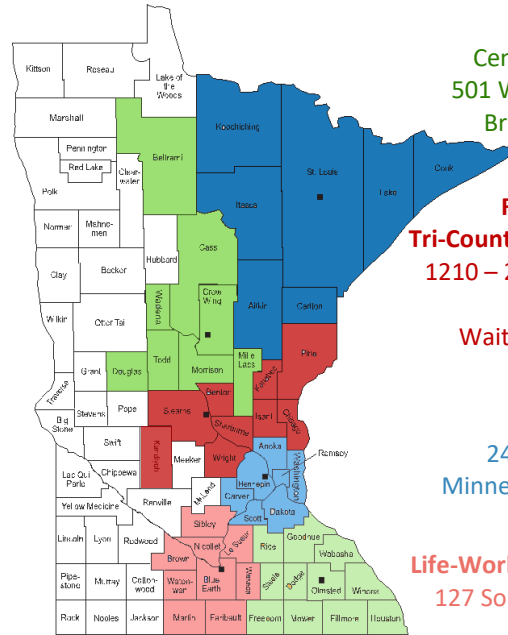 Kittson
Roseau
Lake of
the
Woods
Marshall
Koochiching
Pennington
Red Lake
Beltrami
Clear-
water
Polk
St. Louis
Cook
Lake
Itasca
Norman
Mahno-
men
Hubbard
Cass
Clay
Becker
Crow
Wing
Wadena
Aitkin
Carlton
Wilkin
Otter Tail
Todd
Morrison
Mille
Lacs
Pine
Kanabec
Grant
Douglas
Traverse
Stevens
Pope
Stearns
Benton
Isanti
Chisago
Sherburne
Big
Stone
Swift
Kandiyohi
Meeker
Wright
Anoka
Ramsey
Washington
Hennepin
Lac Qui
Parle
Chippewa
Renville
McLeod
Carver
Scott
Dakota
Yellow Medicine
Sibley
Lincoln
Lyon
Redwood
Nicollet
Le Sueur
Rice
Goodhue
Wabasha
Brown
Pipe-
stone
Murray
Cotton-
wood
Waton-
wan
Blue
Earth
Waseca
Steele
Dodge
Olmsted
Winona
Rock
Nobles
Jackson
Martin
Faribault
Freeborn
Mower
Fillmore
Houston
Cen
501 W
Br
F
Tri-Count
1210 – 2
Wait
24
Minne
Life-Worl
127 So